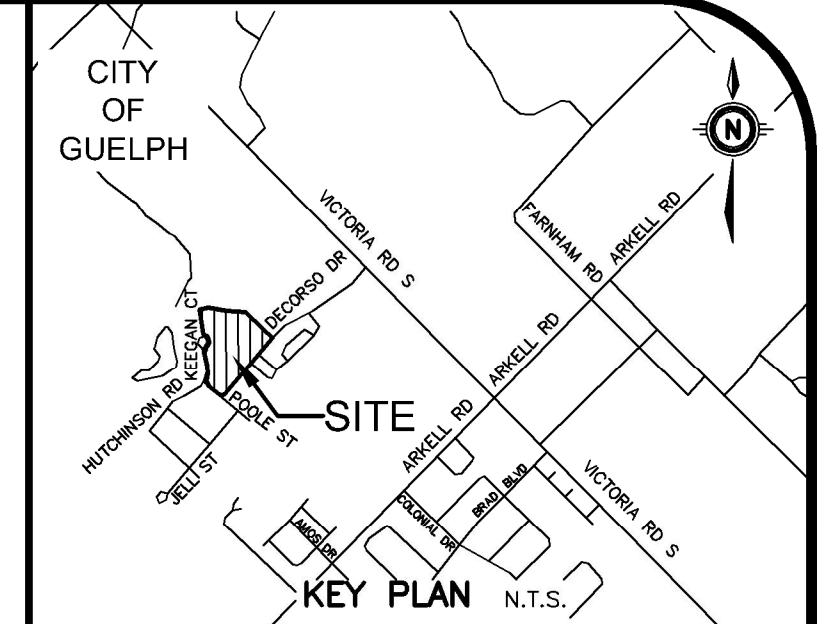 CITY
OF
GUELPH
N
VICTORIA RD S
FARNHAM RD
ARKELL RD
DECORSO DR
KEEGAN CT
ARKELL RD
HUTCHINSON RD
POOLE ST
SITE
ARKELL RD
JELLI ST
COLONIAL DR
BRAD BLVD
VICTORIA RD S
AMOS DR
KEY PLAN N.T.S.